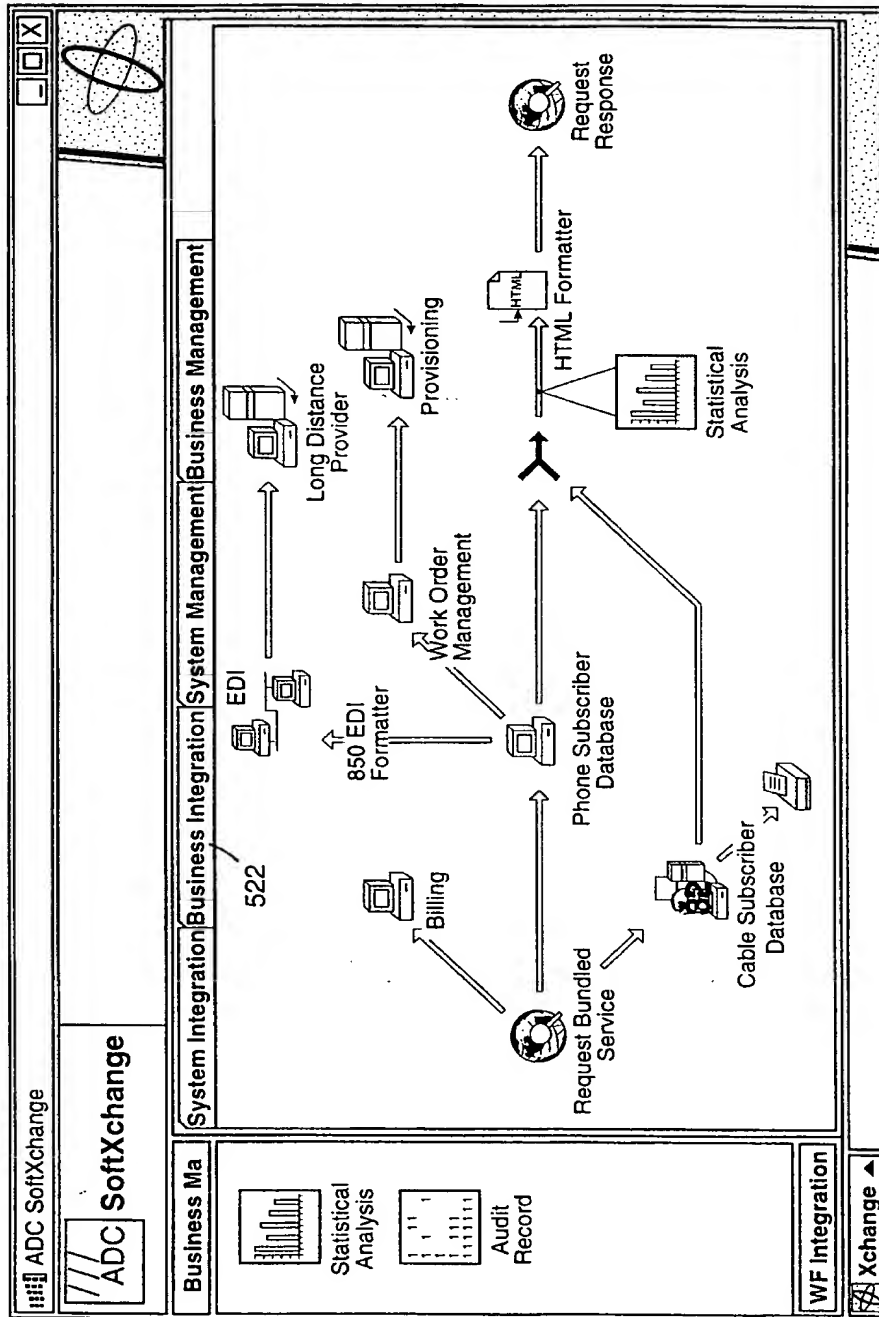 ADC SoftXchange
ADC SoftXchange
Business Ma
System Integration
Business Integration
System Management
Business Management
522
Statistical
Analysis
Audit
Record
WF Integration
Xchange
EDI
Long Distance
Provider
850 EDI
Formatter
Billing
Work Order
Management
Provisioning
Request Bundled
Service
Phone Subscriber
Database
HTML
HTML Formatter
Request
Response
Statistical
Analysis
Cable Subscriber
Database